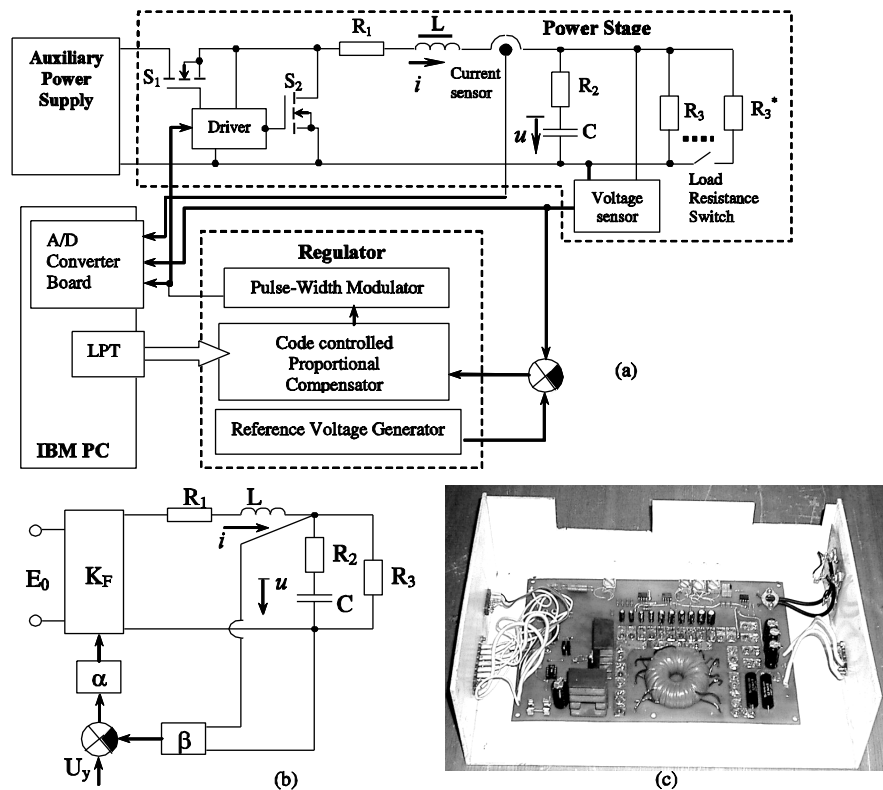 Auxiliary
Power
Supply
Power Stage
R1
L
i
Current
sensor
S1
S2
Driver
R2
u
C
R3
R3*
Load
Resistance
Switch
Voltage
sensor
A/D
Converter
Board
LPT
IBM PC
Regulator
Pulse-Width Modulator
Code controlled
Proportional
Compensator
Reference Voltage Generator
(a)
E0
KF
R1
L
i
R2
u
C
R3
α
β
Uy
(b)
(c)